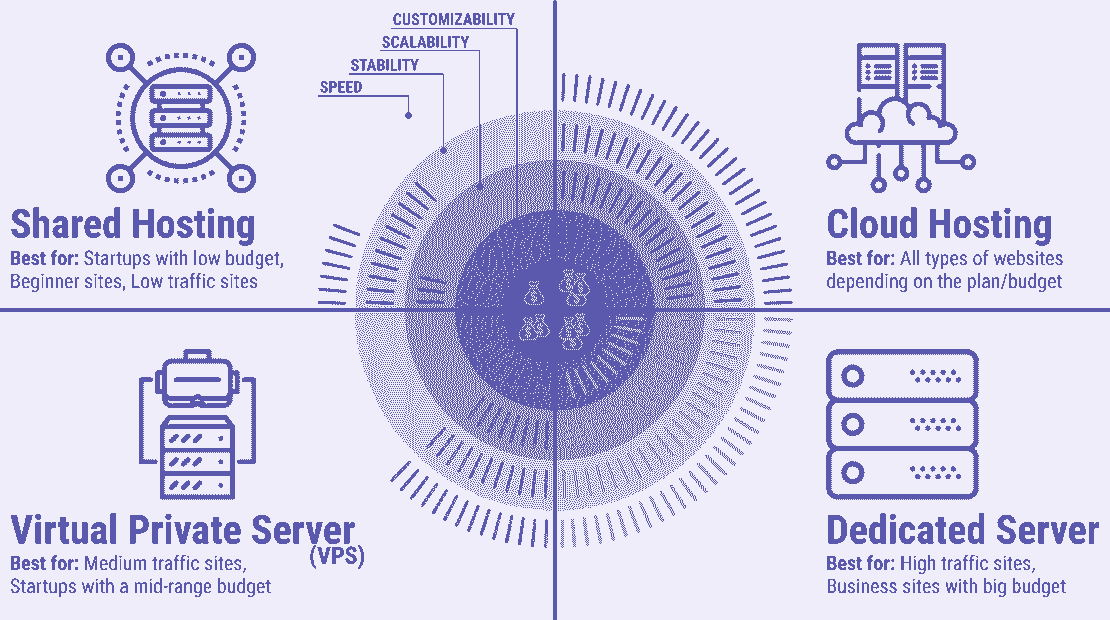 CUSTOMIZABILITY
SCALABILITY
STABILITY
SPEED
Shared Hosting
Best for: Startups with low budget,
Beginner sites, Low traffic sites
Cloud Hosting
Best for: All types of websites
depending on the plan/budget
Virtual Private Server
(VPS)
Best for: Medium traffic sites,
Startups with a mid-range budget
Dedicated Server
Best for: High traffic sites,
Business sites with big budget